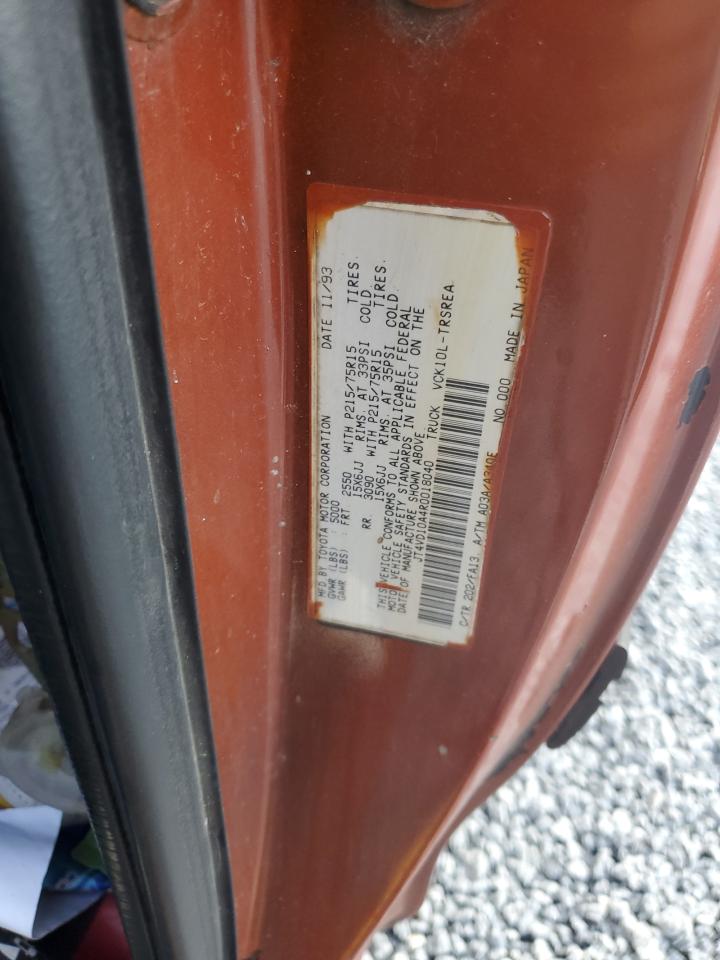 MFD BY TOYOTA MOTOR CORPORATION DATE 11/93
GVWR (LBS) : 5000
GAWR (LBS) : FRT 2550 WITH P215/75R15 TIRES.
15X6JJ RIMS. AT 33PSI COLD
RR 3090 WITH P215/75R15 TIRES.
15X6JJ RIMS. AT 35PSI COLD.
THIS VEHICLE CONFORMS TO ALL APPLICABLE FEDERAL
MOTOR VEHICLE SAFETY STANDARDS IN EFFECT ON THE
DATE OF MANUFACTURE SHOWN ABOVE.
JT4VD10A4R0018040 TRUCK VCK10L-TRSREA
C/TR 202/FA13 A/TM A03A/A340E NO 000 MADE IN JAPAN